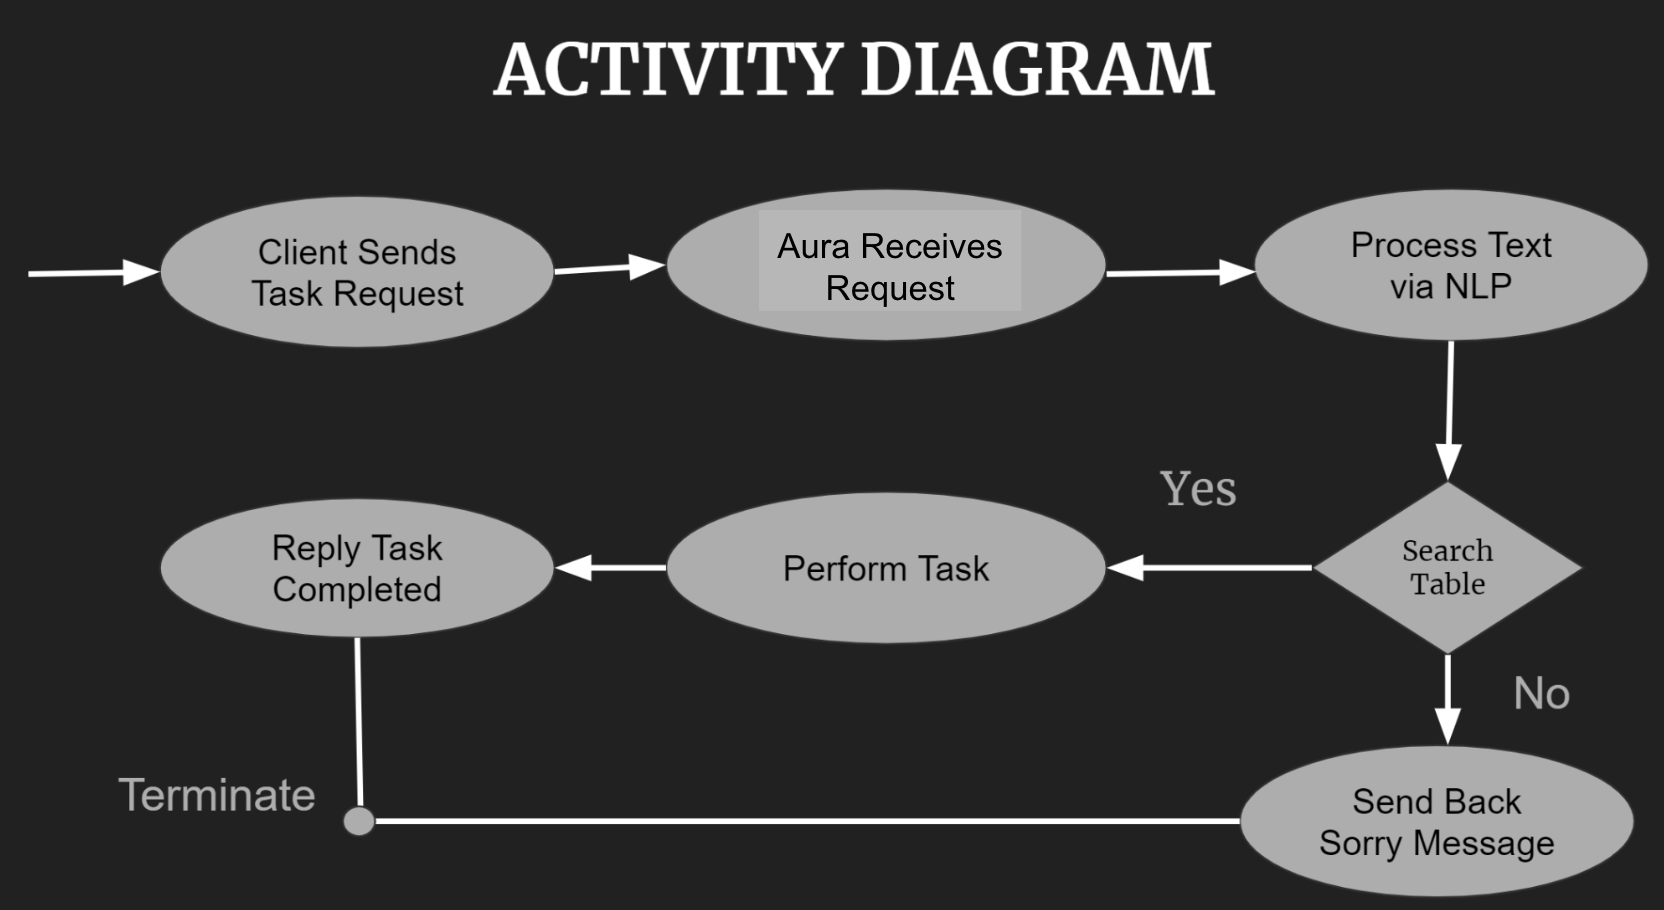 ACTIVITY DIAGRAM
Client Sends
Task Request
Aura Receives
Request
Process Text
via NLP
Yes
Search
Table
Perform Task
Reply Task
Completed
No
Terminate
Send Back
Sorry Message